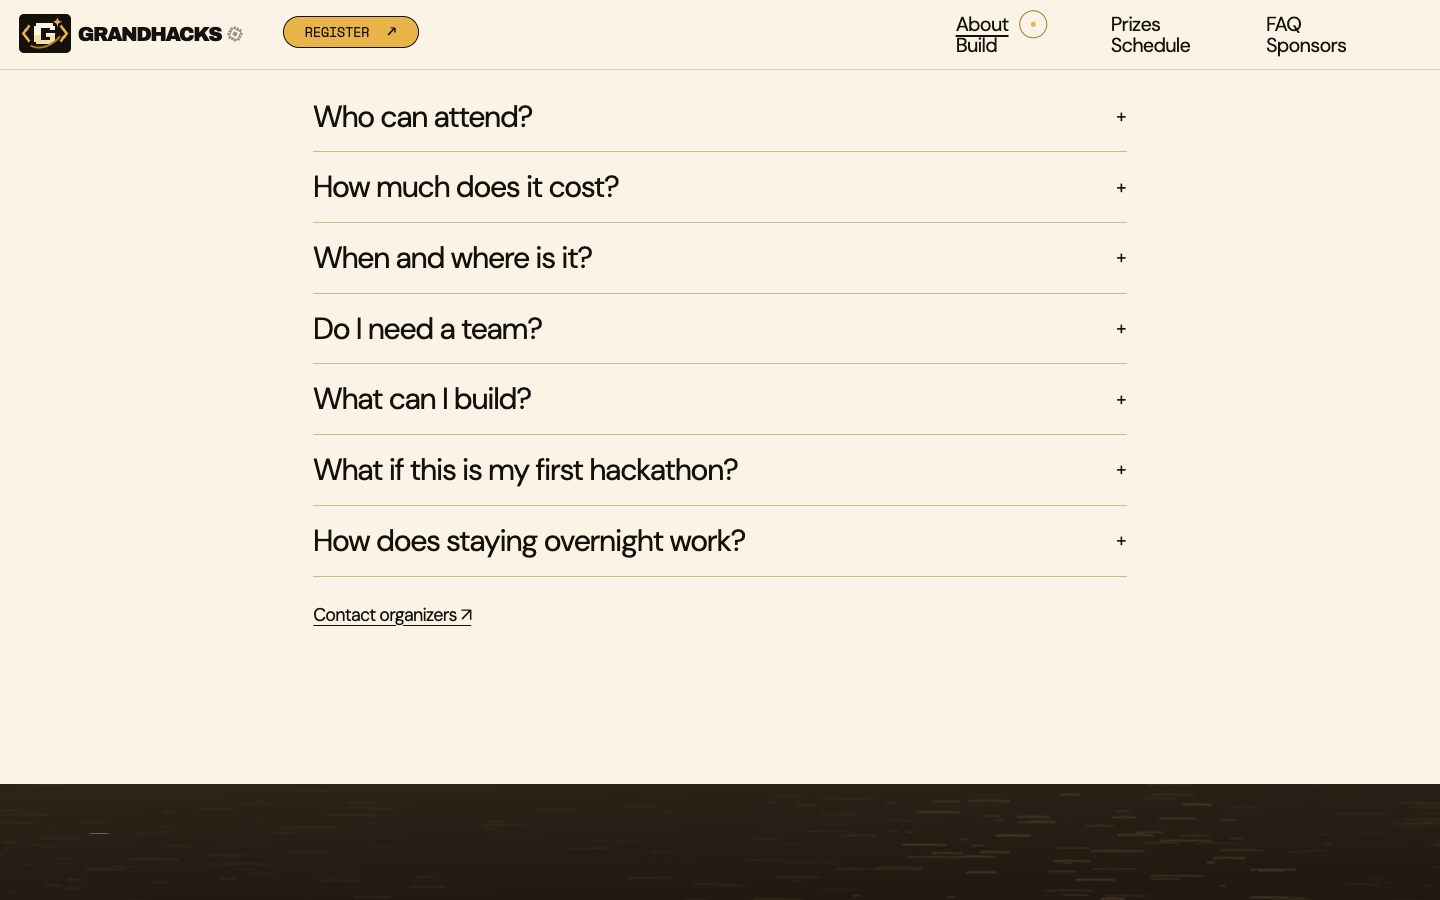 G
GRANDHACKS
REGISTER ↗
About
Build
Prizes
Schedule
FAQ
Sponsors
Who can attend? +
How much does it cost? +
When and where is it? +
Do I need a team? +
What can I build? +
What if this is my first hackathon? +
How does staying overnight work? +
Contact organizers ↗